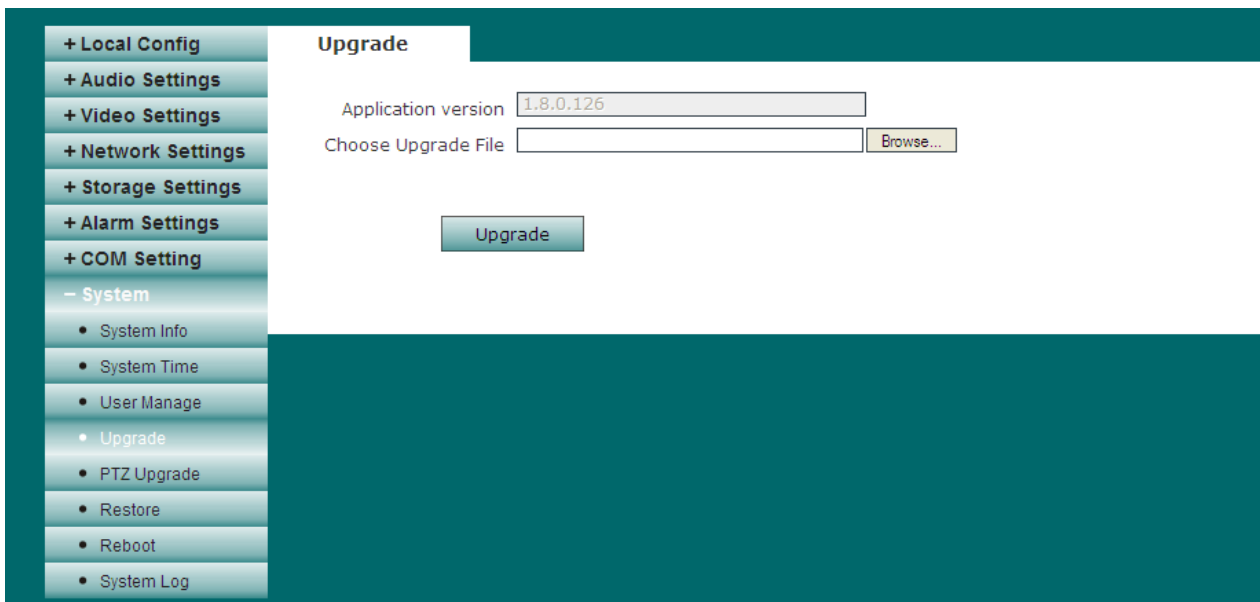 + Local Config
+ Audio Settings
+ Video Settings
+ Network Settings
+ Storage Settings
+ Alarm Settings
+ COM Setting
– System
• System Info
• System Time
• User Manage
• Upgrade
• PTZ Upgrade
• Restore
• Reboot
• System Log
Upgrade
Application version 1.8.0.126
Choose Upgrade File Browse...
Upgrade